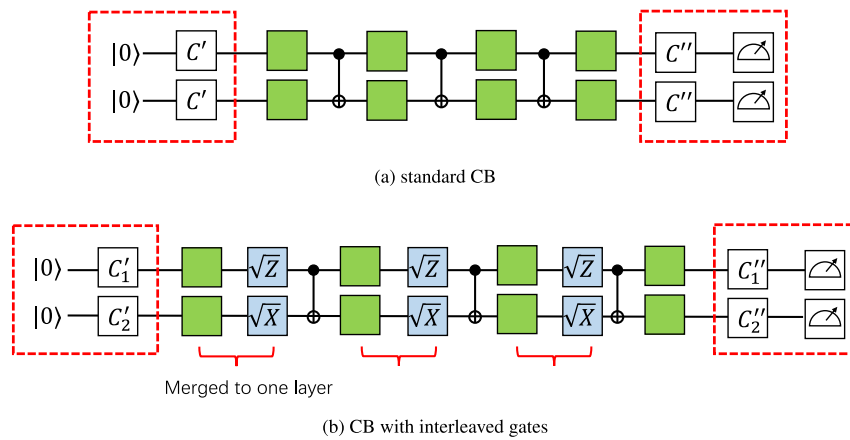 |0⟩ C′ C″
|0⟩ C′ C″
(a) standard CB
|0⟩ C′₁ √Z √Z √Z C″₁
|0⟩ C′₂ √X √X √X C″₂
Merged to one layer
(b) CB with interleaved gates